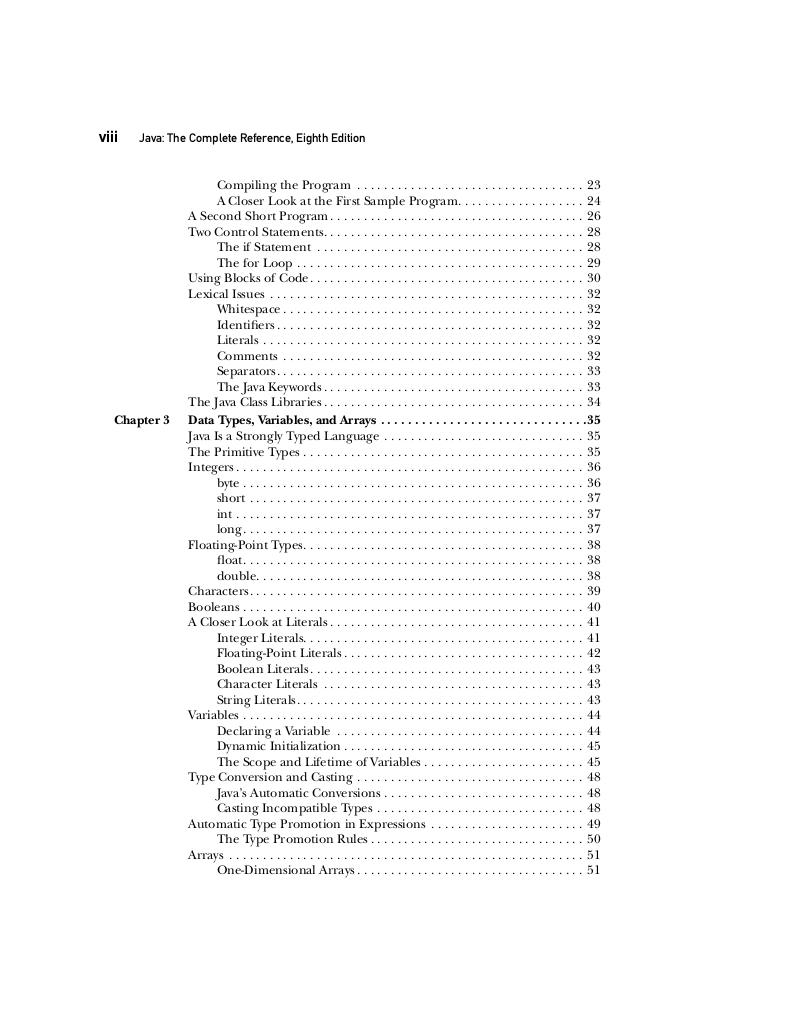 viii Java: The Complete Reference, Eighth Edition
Compiling the Program . . . . . . . . . . . . . . . . . . . . . . . . . . . . . . . . . . 23
A Closer Look at the First Sample Program. . . . . . . . . . . . . . . . . . . 24
A Second Short Program . . . . . . . . . . . . . . . . . . . . . . . . . . . . . . . . . . . . . . 26
Two Control Statements. . . . . . . . . . . . . . . . . . . . . . . . . . . . . . . . . . . . . . . 28
The if Statement . . . . . . . . . . . . . . . . . . . . . . . . . . . . . . . . . . . . . . . . 28
The for Loop . . . . . . . . . . . . . . . . . . . . . . . . . . . . . . . . . . . . . . . . . . . 29
Using Blocks of Code . . . . . . . . . . . . . . . . . . . . . . . . . . . . . . . . . . . . . . . . . 30
Lexical Issues . . . . . . . . . . . . . . . . . . . . . . . . . . . . . . . . . . . . . . . . . . . . . . . 32
Whitespace . . . . . . . . . . . . . . . . . . . . . . . . . . . . . . . . . . . . . . . . . . . . . 32
Identifiers . . . . . . . . . . . . . . . . . . . . . . . . . . . . . . . . . . . . . . . . . . . . . . 32
Literals . . . . . . . . . . . . . . . . . . . . . . . . . . . . . . . . . . . . . . . . . . . . . . . . 32
Comments . . . . . . . . . . . . . . . . . . . . . . . . . . . . . . . . . . . . . . . . . . . . . 32
Separators. . . . . . . . . . . . . . . . . . . . . . . . . . . . . . . . . . . . . . . . . . . . . . 33
The Java Keywords . . . . . . . . . . . . . . . . . . . . . . . . . . . . . . . . . . . . . . . 33
The Java Class Libraries . . . . . . . . . . . . . . . . . . . . . . . . . . . . . . . . . . . . . . . 34
Chapter 3 Data Types, Variables, and Arrays . . . . . . . . . . . . . . . . . . . . . . . . . . . . . . .35
Java Is a Strongly Typed Language . . . . . . . . . . . . . . . . . . . . . . . . . . . . . . 35
The Primitive Types . . . . . . . . . . . . . . . . . . . . . . . . . . . . . . . . . . . . . . . . . . 35
Integers . . . . . . . . . . . . . . . . . . . . . . . . . . . . . . . . . . . . . . . . . . . . . . . . . . . . 36
byte . . . . . . . . . . . . . . . . . . . . . . . . . . . . . . . . . . . . . . . . . . . . . . . . . . . 36
short . . . . . . . . . . . . . . . . . . . . . . . . . . . . . . . . . . . . . . . . . . . . . . . . . . 37
int . . . . . . . . . . . . . . . . . . . . . . . . . . . . . . . . . . . . . . . . . . . . . . . . . . . . 37
long . . . . . . . . . . . . . . . . . . . . . . . . . . . . . . . . . . . . . . . . . . . . . . . . . . . 37
Floating-Point Types. . . . . . . . . . . . . . . . . . . . . . . . . . . . . . . . . . . . . . . . . . 38
float. . . . . . . . . . . . . . . . . . . . . . . . . . . . . . . . . . . . . . . . . . . . . . . . . . . 38
double. . . . . . . . . . . . . . . . . . . . . . . . . . . . . . . . . . . . . . . . . . . . . . . . . 38
Characters. . . . . . . . . . . . . . . . . . . . . . . . . . . . . . . . . . . . . . . . . . . . . . . . . . 39
Booleans . . . . . . . . . . . . . . . . . . . . . . . . . . . . . . . . . . . . . . . . . . . . . . . . . . . 40
A Closer Look at Literals . . . . . . . . . . . . . . . . . . . . . . . . . . . . . . . . . . . . . . 41
Integer Literals. . . . . . . . . . . . . . . . . . . . . . . . . . . . . . . . . . . . . . . . . . 41
Floating-Point Literals . . . . . . . . . . . . . . . . . . . . . . . . . . . . . . . . . . . . 42
Boolean Literals . . . . . . . . . . . . . . . . . . . . . . . . . . . . . . . . . . . . . . . . . 43
Character Literals . . . . . . . . . . . . . . . . . . . . . . . . . . . . . . . . . . . . . . . 43
String Literals . . . . . . . . . . . . . . . . . . . . . . . . . . . . . . . . . . . . . . . . . . . 43
Variables . . . . . . . . . . . . . . . . . . . . . . . . . . . . . . . . . . . . . . . . . . . . . . . . . . . 44
Declaring a Variable . . . . . . . . . . . . . . . . . . . . . . . . . . . . . . . . . . . . . 44
Dynamic Initialization . . . . . . . . . . . . . . . . . . . . . . . . . . . . . . . . . . . . 45
The Scope and Lifetime of Variables . . . . . . . . . . . . . . . . . . . . . . . . 45
Type Conversion and Casting . . . . . . . . . . . . . . . . . . . . . . . . . . . . . . . . . . 48
Java's Automatic Conversions . . . . . . . . . . . . . . . . . . . . . . . . . . . . . . 48
Casting Incompatible Types . . . . . . . . . . . . . . . . . . . . . . . . . . . . . . . 48
Automatic Type Promotion in Expressions . . . . . . . . . . . . . . . . . . . . . . . 49
The Type Promotion Rules . . . . . . . . . . . . . . . . . . . . . . . . . . . . . . . . 50
Arrays . . . . . . . . . . . . . . . . . . . . . . . . . . . . . . . . . . . . . . . . . . . . . . . . . . . . . 51
One-Dimensional Arrays . . . . . . . . . . . . . . . . . . . . . . . . . . . . . . . . . . 51